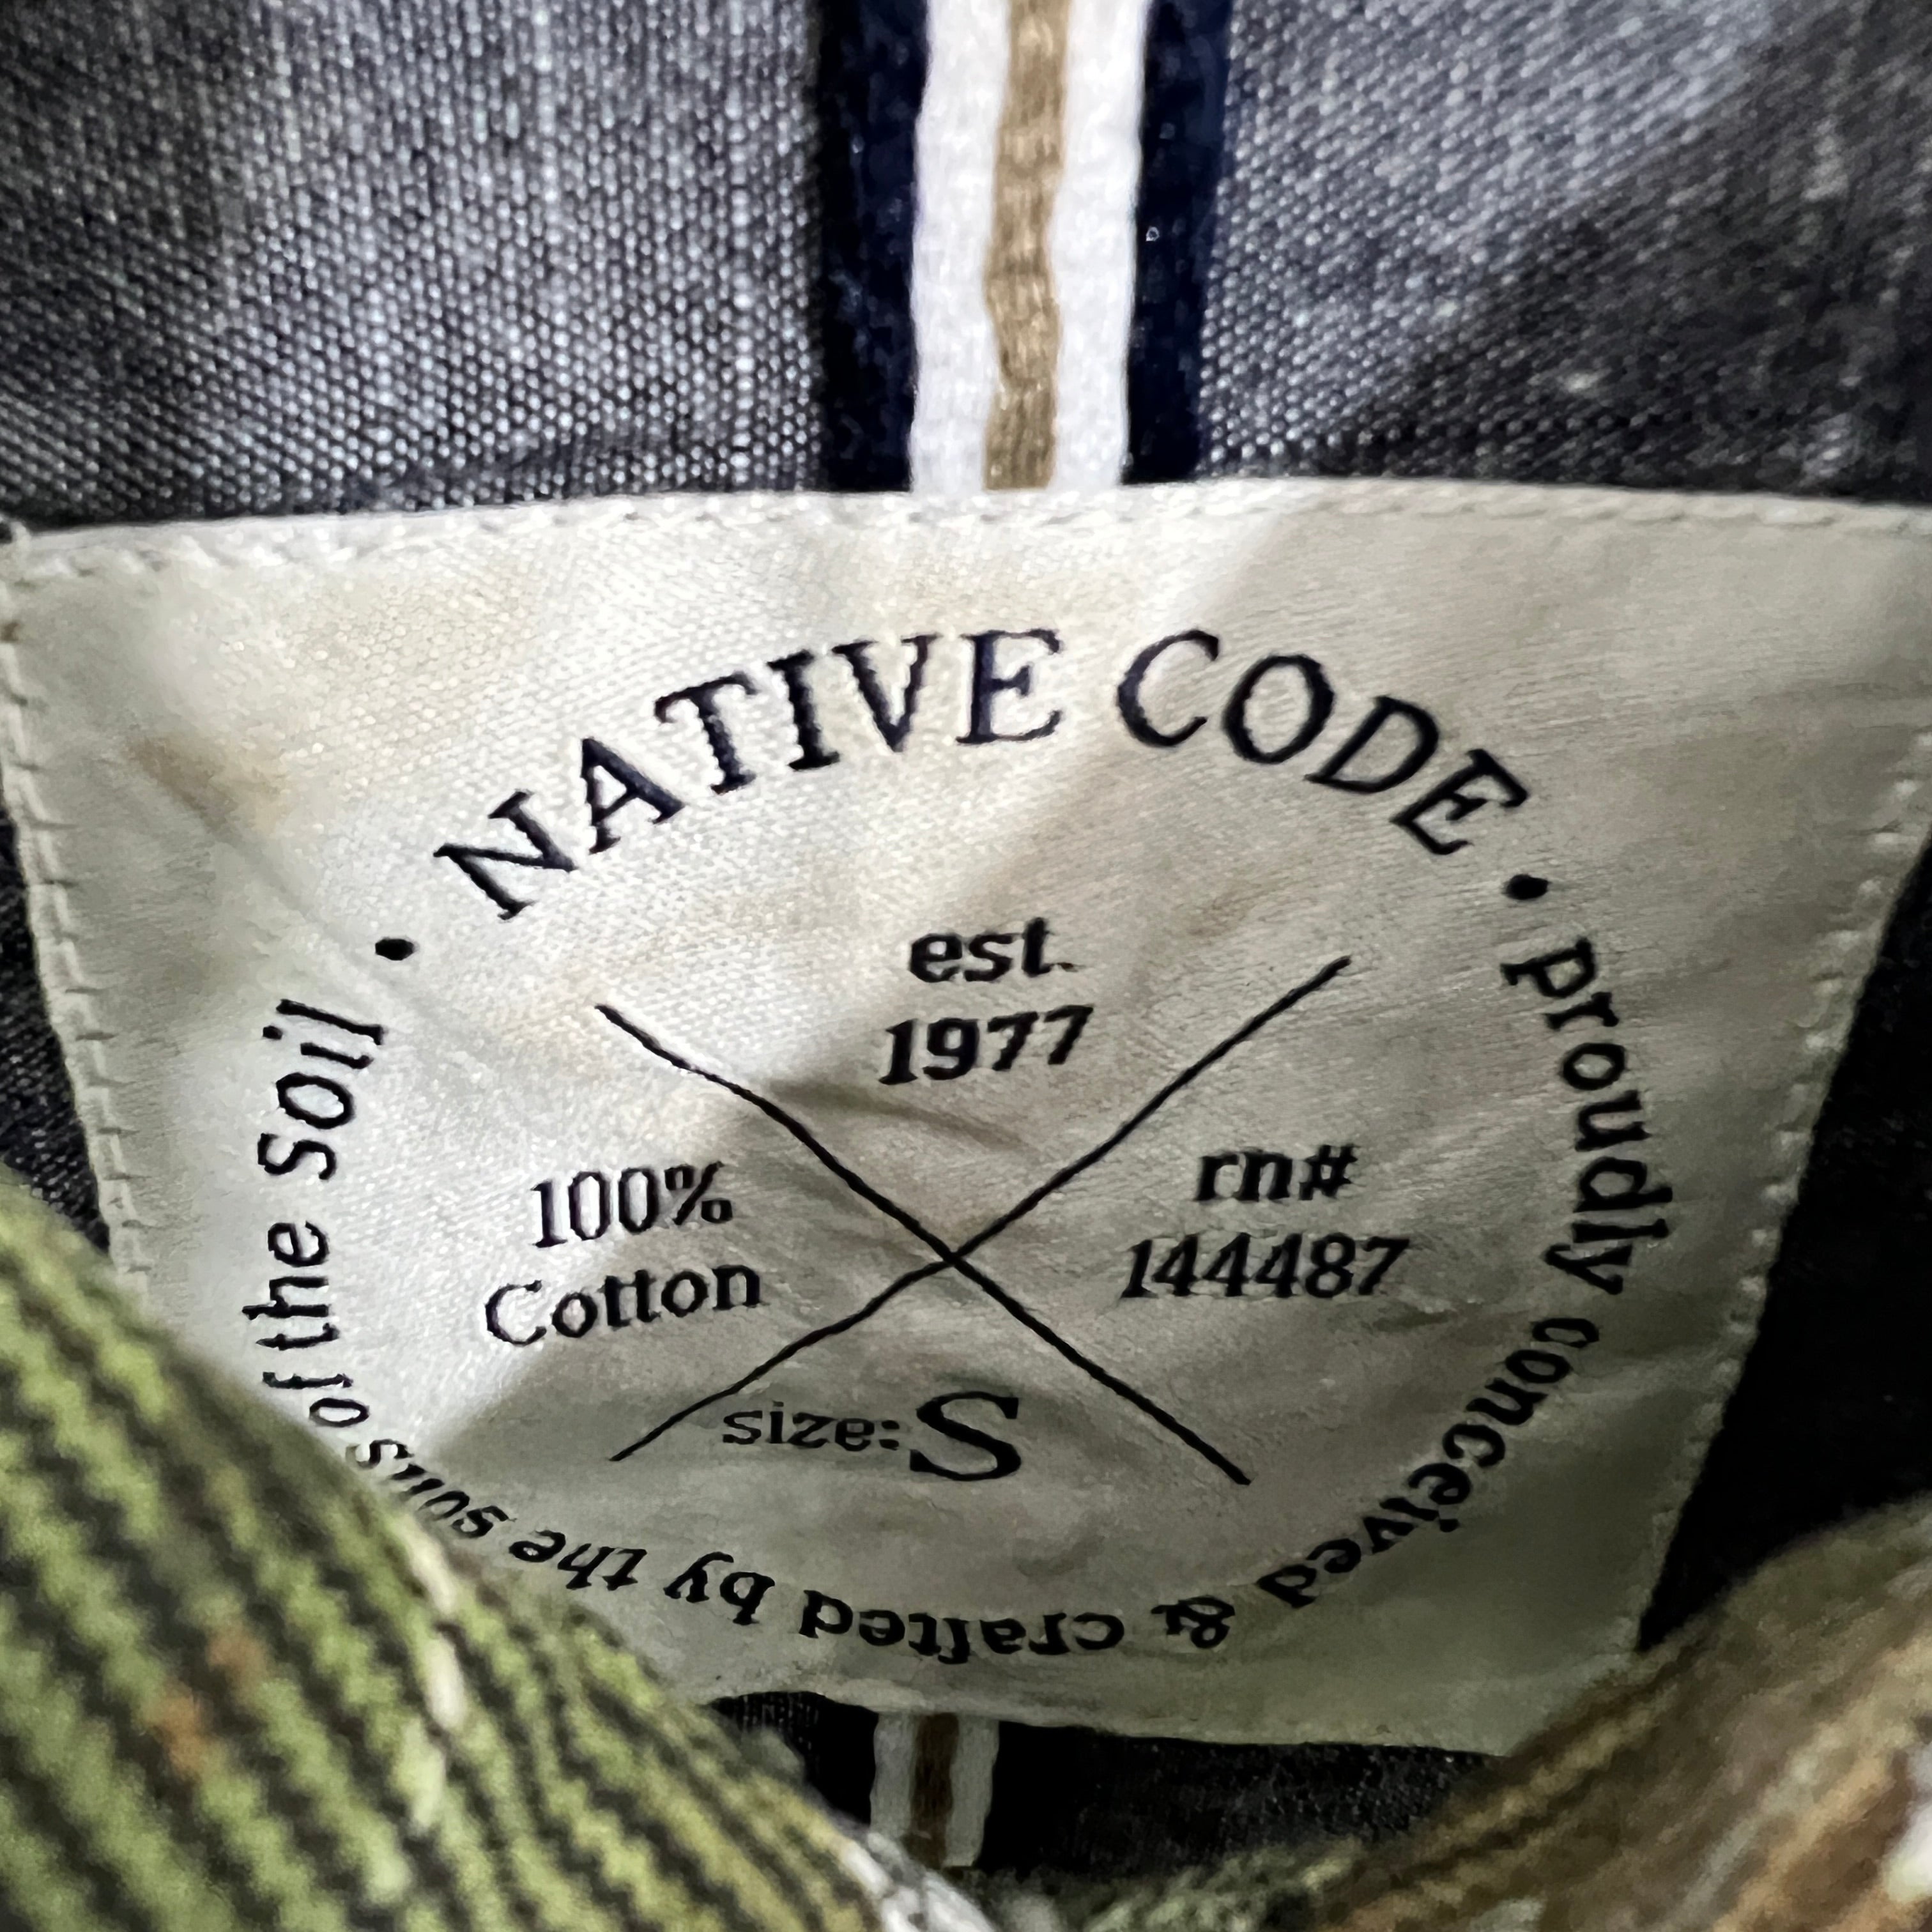 • NATIVE CODE • proudly conceived & crafted by the sons of the soil
est.
1977
100%
Cotton
rn#
144487
size: S